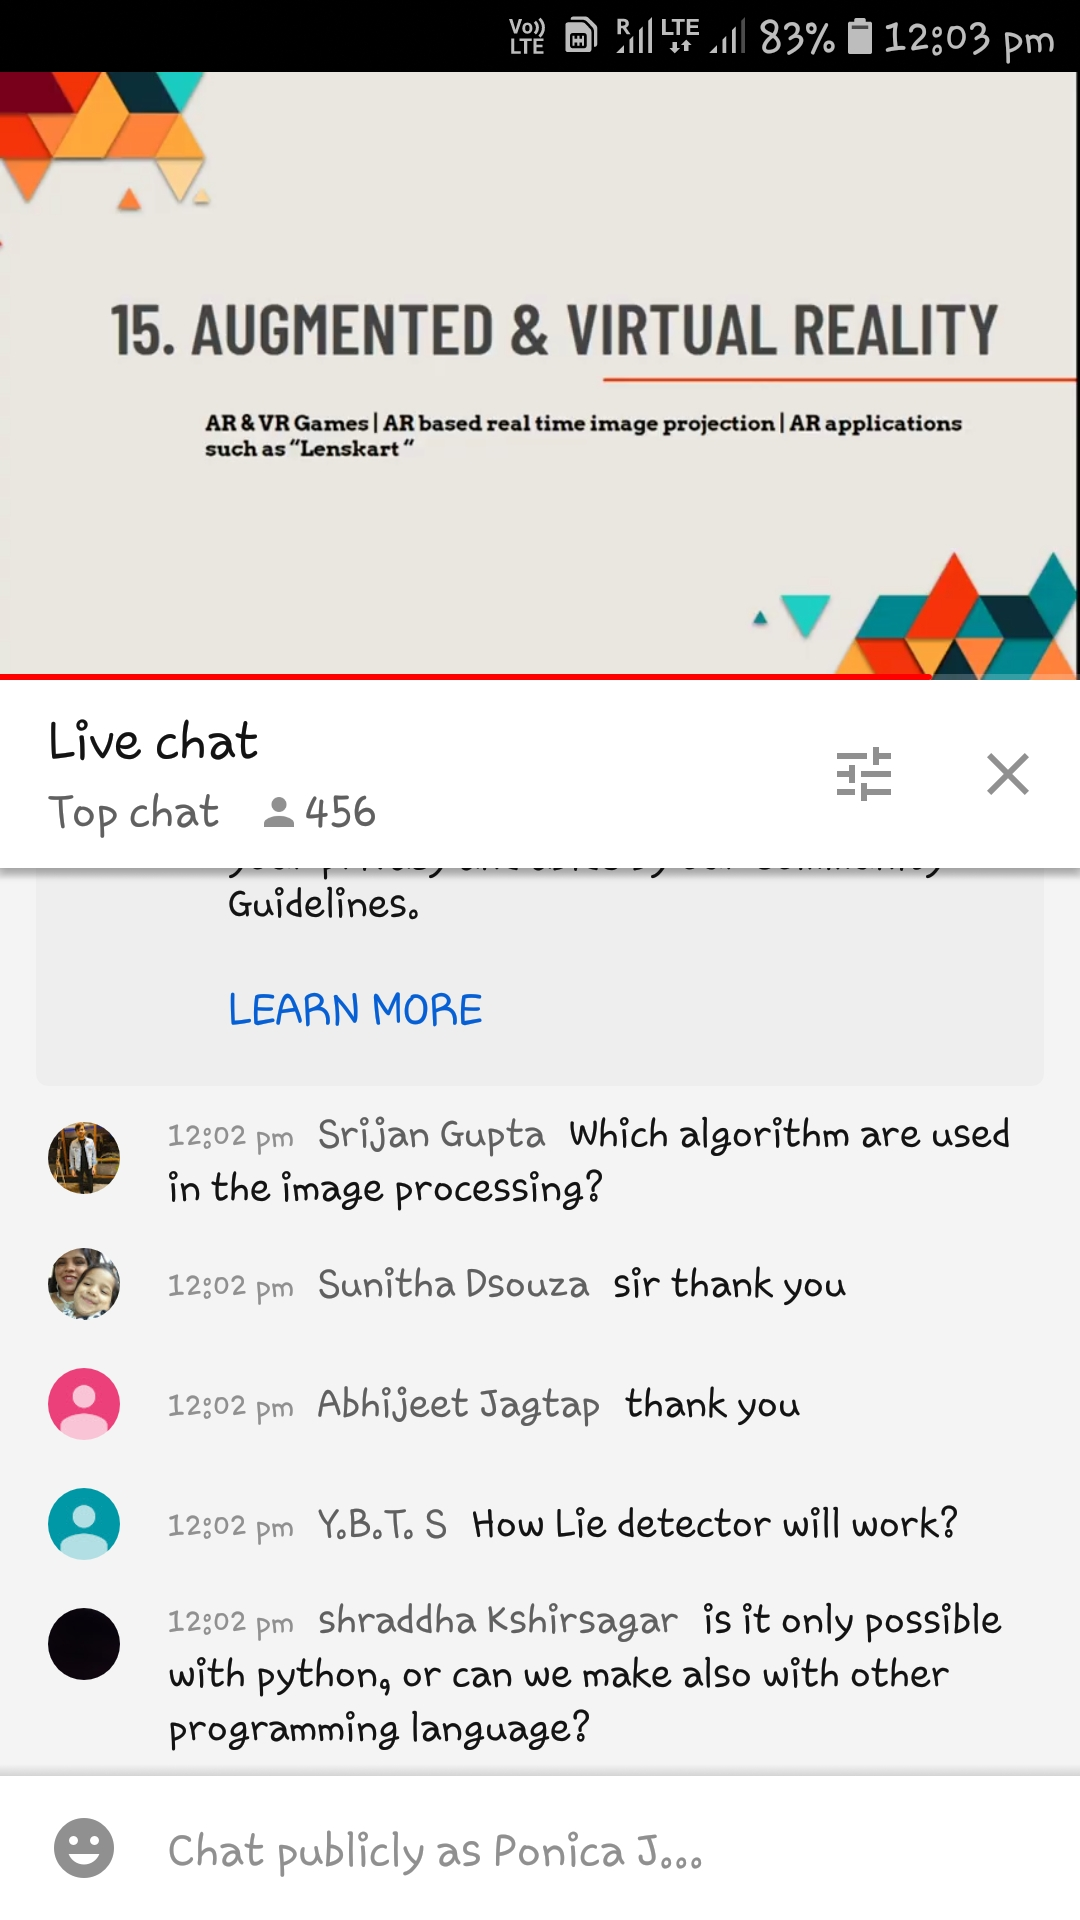 Vo)) LTE R LTE 83% 12:03 pm
15. AUGMENTED & VIRTUAL REALITY
AR & VR Games | AR based real time image projection | AR applications
such as “Lenskart “
Live chat
Top chat 456
Guidelines.
LEARN MORE
12:02 pm Srijan Gupta Which algorithm are used
in the image processing?
12:02 pm Sunitha Dsouza sir thank you
12:02 pm Abhijeet Jagtap thank you
12:02 pm Y.B.T. S How Lie detector will work?
12:02 pm shraddha Kshirsagar is it only possible
with python, or can we make also with other
programming language?
Chat publicly as Ponica J...